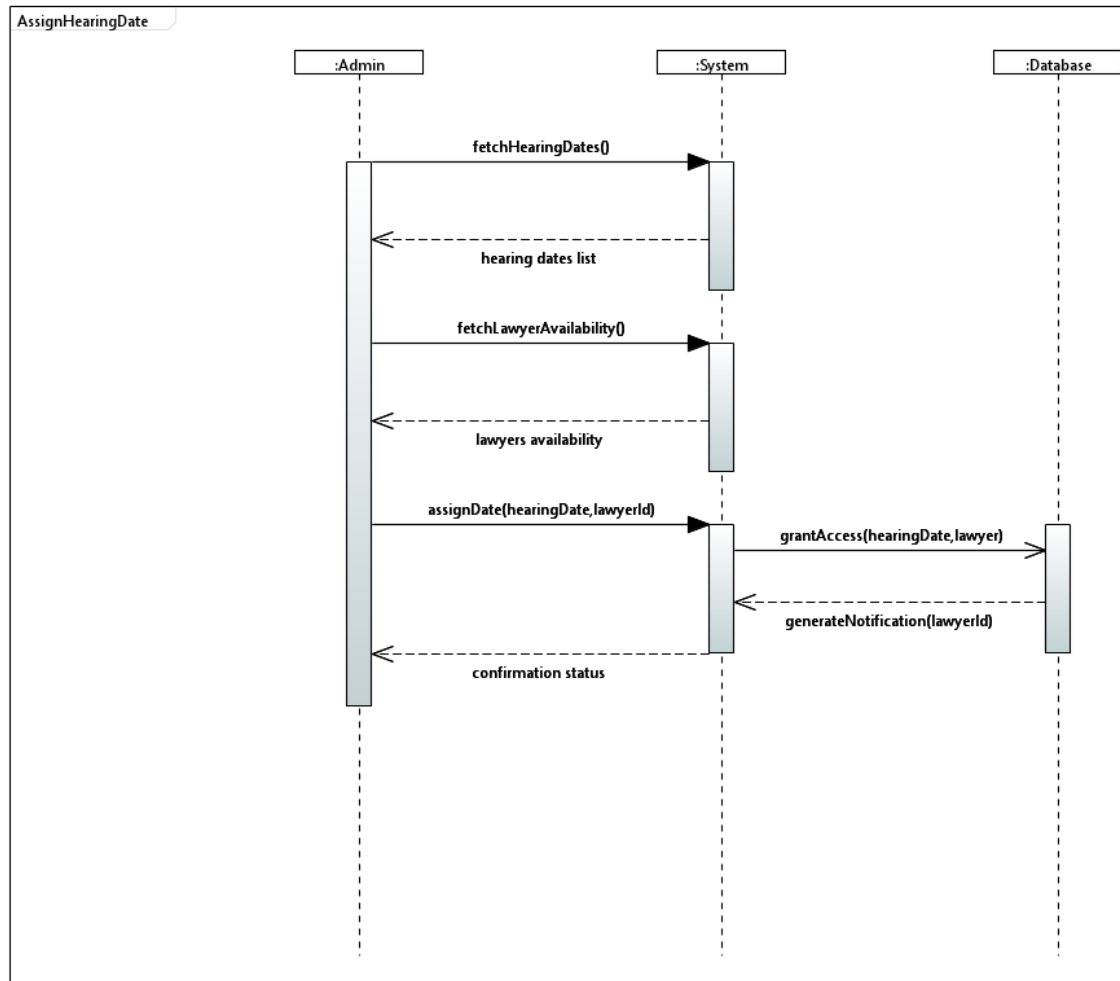 AssignHearingDate
:Admin
:System
:Database
fetchHearingDates()
hearing dates list
fetchLawyerAvailability()
lawyers availability
assignDate(hearingDate,lawyerId)
grantAccess(hearingDate,lawyer)
generateNotification(lawyerId)
confirmation status